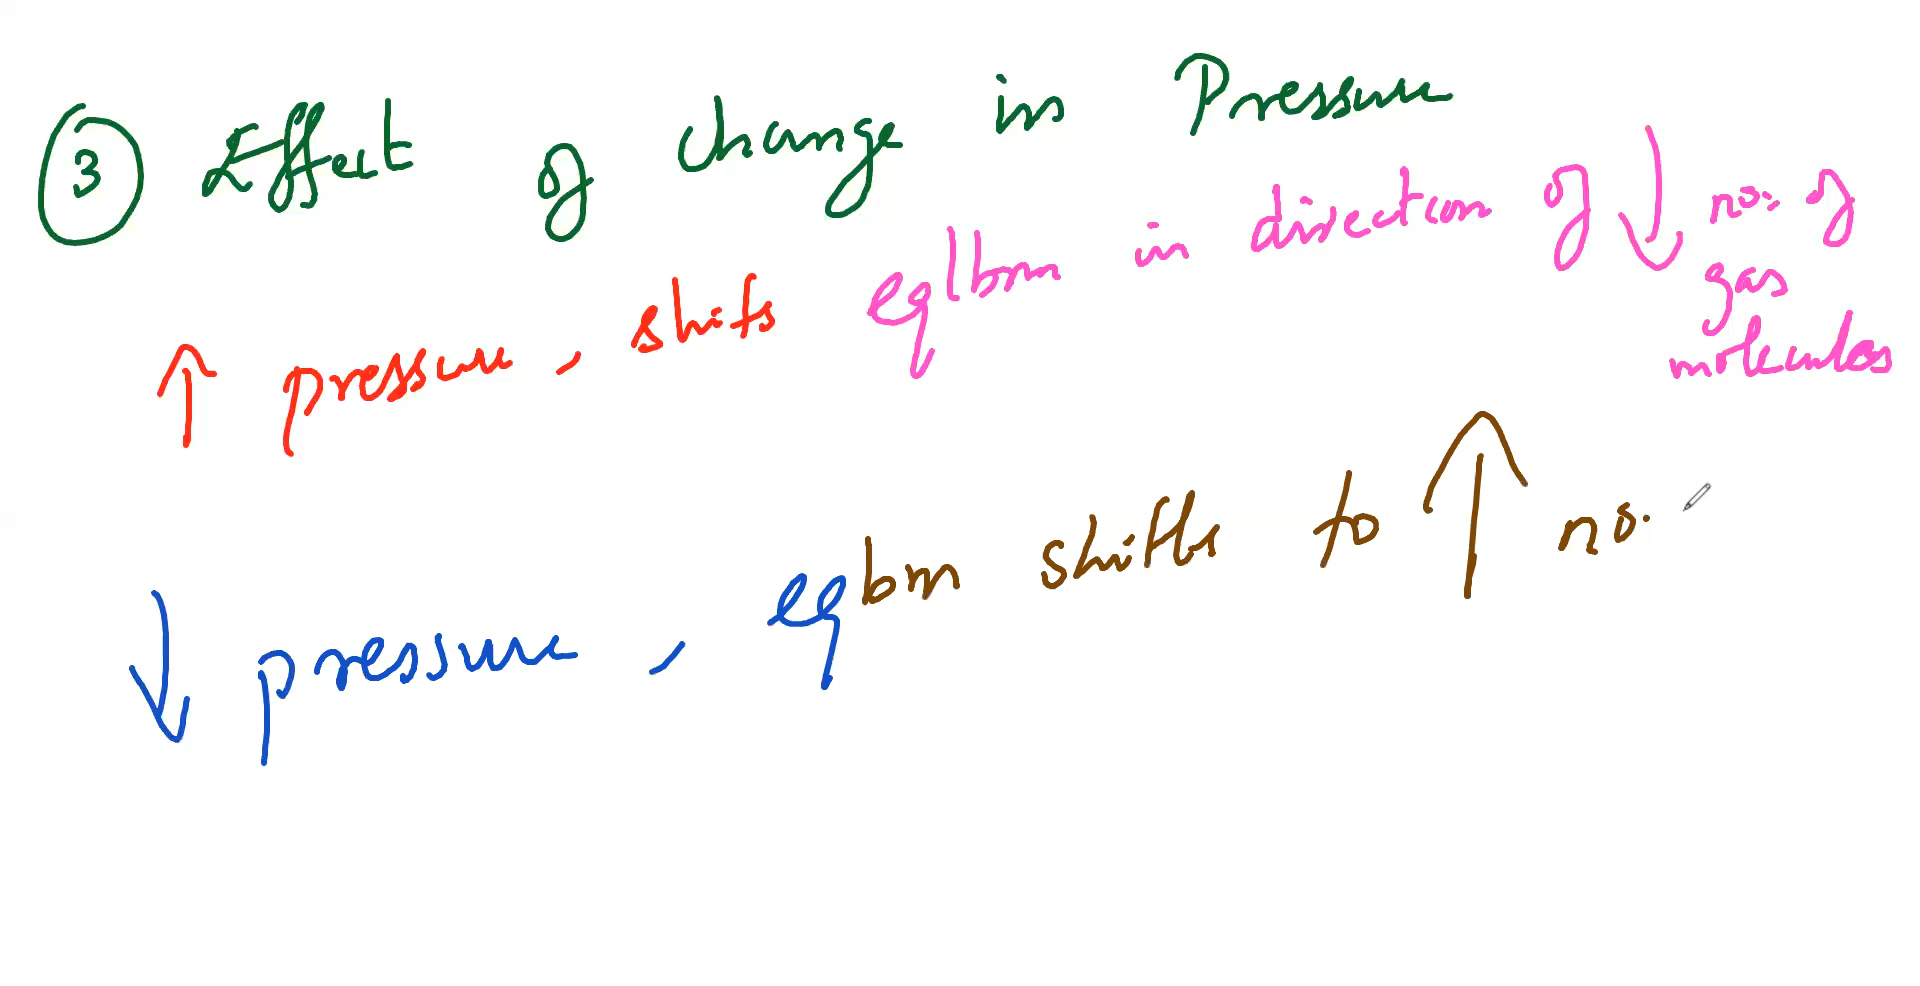 ③ Effect of change in Pressure
↑ pressure, shifs eqlbm in direction of ↓ no: of
gas
molecules
↓ pressure, eqbm shifts to ↑ no.